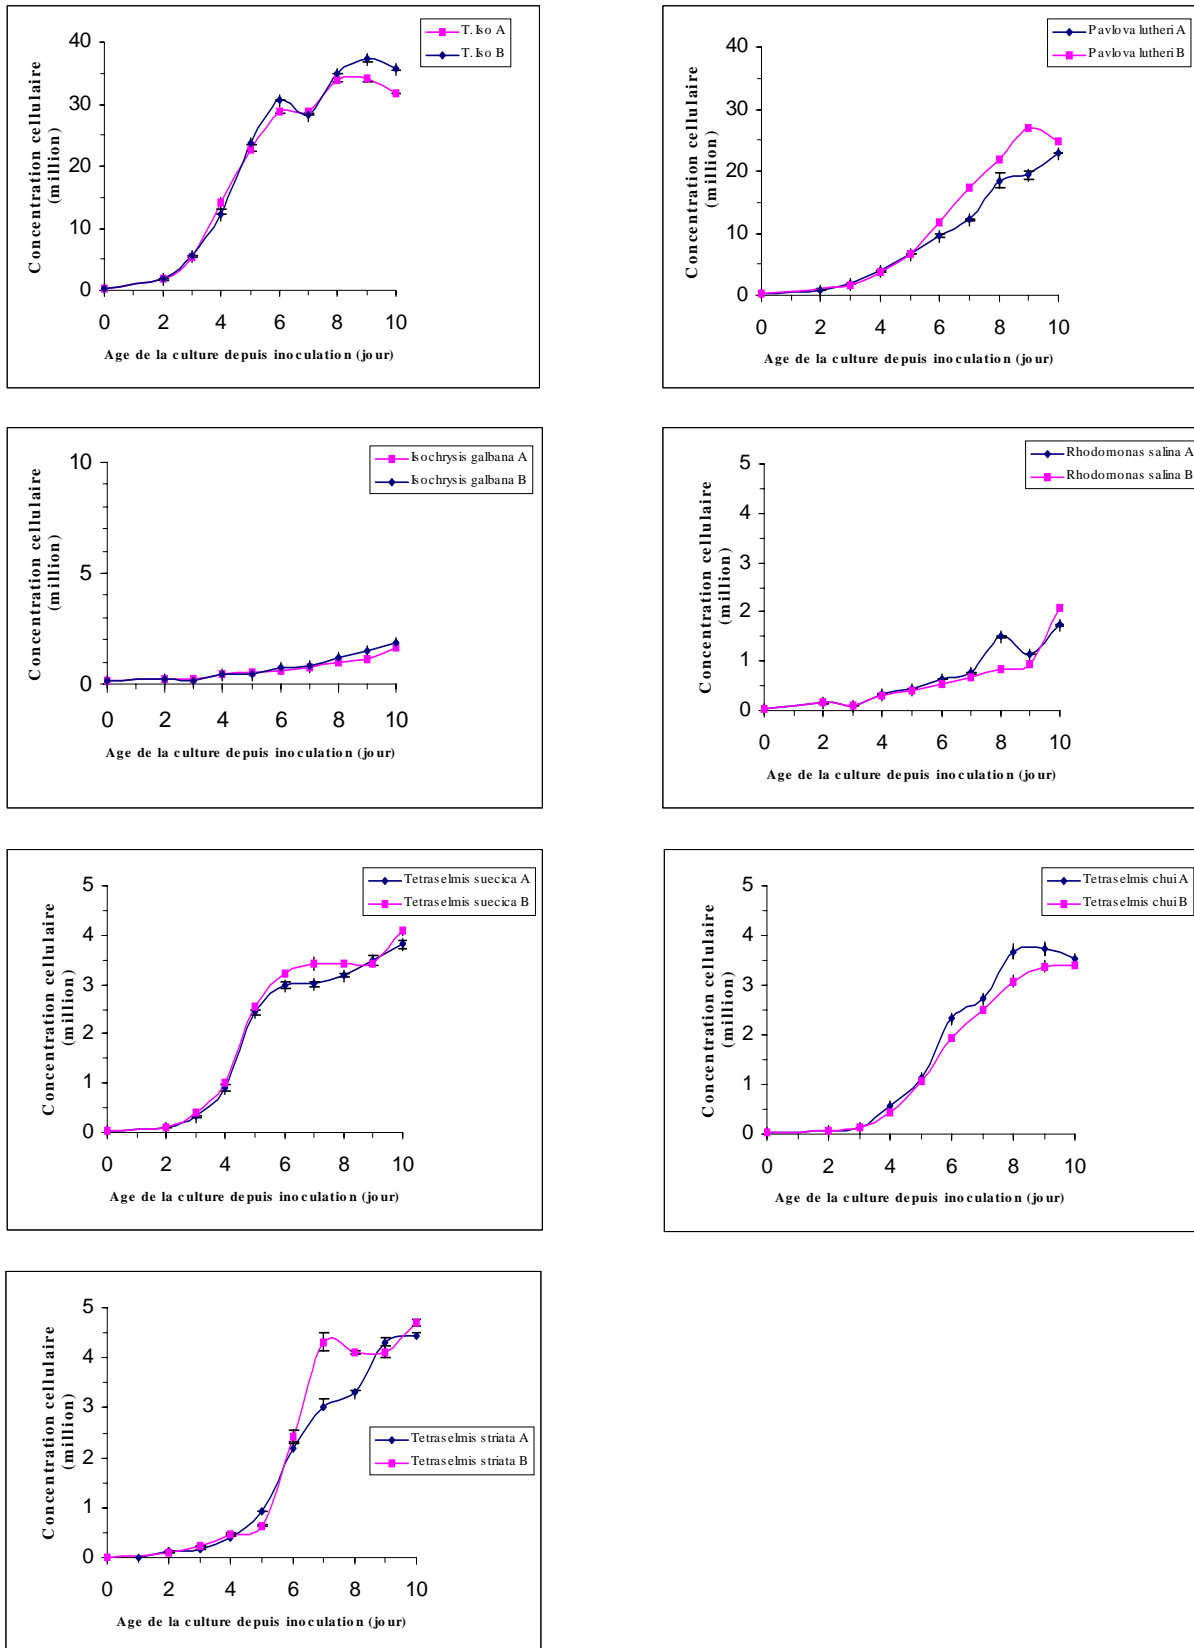 T. Iso A
T. Iso B
Concentration cellulaire
(million)
40
30
20
10
0
0 2 4 6 8 10
Age de la culture depuis inoculation (jour)
Pavlova lutheri A
Pavlova lutheri B
Concentration cellulaire
(million)
40
30
20
10
0
0 2 4 6 8 10
Age de la culture depuis inoculation (jour)
Isochrysis galbana A
Isochrysis galbana B
Concentration cellulaire
(million)
10
5
0
0 2 4 6 8 10
Age de la culture depuis inoculation (jour)
Rhodomonas salina A
Rhodomonas salina B
Concentration cellulaire
(million)
5
4
3
2
1
0
0 2 4 6 8 10
Age de la culture depuis inoculation (jour)
Tetraselmis suecica A
Tetraselmis suecica B
Concentration cellulaire
(million)
5
4
3
2
1
0
0 2 4 6 8 10
Age de la culture depuis inoculation (jour)
Tetraselmis chui A
Tetraselmis chui B
Concentration cellulaire
(million)
5
4
3
2
1
0
0 2 4 6 8 10
Age de la culture depuis inoculation (jour)
Concentration cellulaire
(million)
5
4
3
2
1
0
Tetraselmis striata A
Tetraselmis striata B
0 2 4 6 8 10
Age de la culture depuis inoculation (jour)